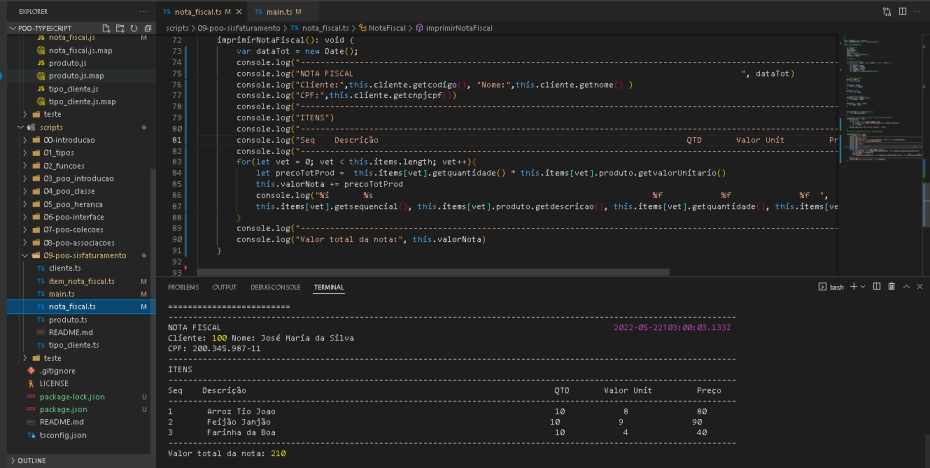 EXPLORER
POO-TYPESCRIPT
nota_fiscal.js M
nota_fiscal.js.map
produto.js
produto.js.map
tipo_cliente.js
tipo_cliente.js.map
teste
scripts
00-introducao
01_tipos
02_funcoes
03_poo_introducao
04_poo_classe
05_poo_heranca
06-poo-interface
07-poo-colecoes
08-poo-associacoes
09-poo-sisfaturamento
TS cliente.ts
TS item_nota_fiscal.ts M
TS main.ts M
TS nota_fiscal.ts M
TS produto.ts
README.md
TS tipo_cliente.ts
teste
.gitignore
LICENSE
package-lock.json U
package.json U
README.md
tsconfig.json
OUTLINE
TS nota_fiscal.ts M TS main.ts M
scripts > 09-poo-sisfaturamento > TS nota_fiscal.ts > NotaFiscal > imprimirNotaFiscal
72 imprimirNotaFiscal(): void {
73 var dataTot = new Date();
74 console.log("---
75 console.log("NOTA FISCAL ", dataTot)
76 console.log("Cliente:",this.cliente.getcodigo(), "Nome:",this.cliente.getnome() )
77 console.log("CPF:",this.cliente.getcnpjcpf())
78 console.log("---
79 console.log("ITENS")
80 console.log("---
81 console.log("Seq Descrição QTD Valor Unit Pr
82 console.log("---
83 for(let vet = 0; vet < this.items.length; vet++){
84 let precoTotProd = this.items[vet].getquantidade() * this.items[vet].produto.getvalorUnitario()
85 this.valorNota += precoTotProd
86 console.log("%i %s %f %f %f ",
87 this.items[vet].getsequencial(), this.items[vet].produto.getdescricao(), this.items[vet].getquantidade(), this.items[ve
88 }
89 console.log("---
90 console.log("Valor total da nota:", this.valorNota)
91 }
92
93
PROBLEMS OUTPUT DEBUG CONSOLE TERMINAL bash
=========================
---
NOTA FISCAL 2022-05-22T03:00:03.133Z
Cliente: 100 Nome: José Maria da Silva
CPF: 200.345.987-11
---
ITENS
---
Seq Descrição QTD Valor Unit Preço
---
1 Arroz Tio Joao 10 8 80
2 Feijão Janjão 10 9 90
3 Farinha da Boa 10 4 40
---
Valor total da nota: 210